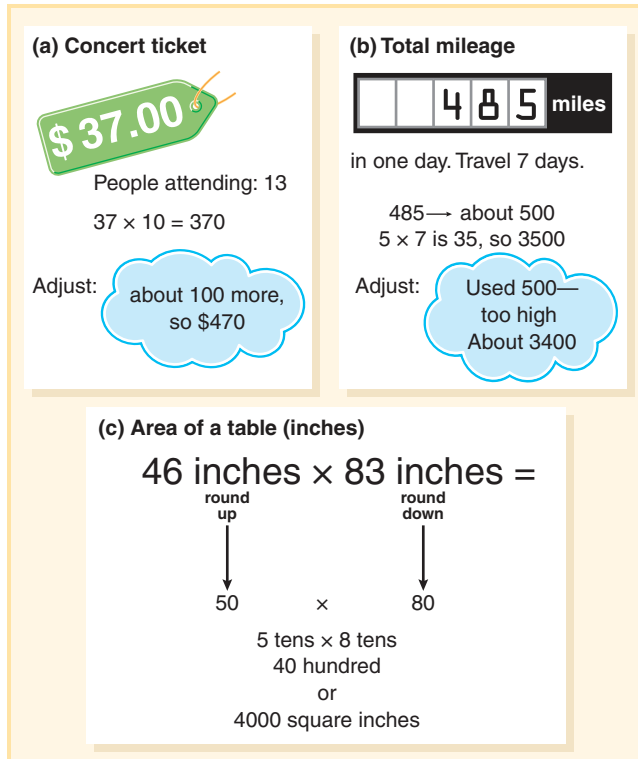 (a) Concert ticket
$ 37.00
People attending: 13
37 × 10 = 370
Adjust:
about 100 more,
so $470
(b) Total mileage
4 8 5 miles
in one day. Travel 7 days.
485→ about 500
5 × 7 is 35, so 3500
Adjust:
Used 500—
too high
About 3400
(c) Area of a table (inches)
46 inches × 83 inches =
round round
up down
50 × 80
5 tens × 8 tens
40 hundred
or
4000 square inches